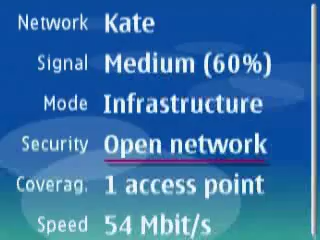 Network Kate
Signal Medium (60%)
Mode Infrastructure
Security Open network
Coverag. 1 access point
Speed 54 Mbit/s